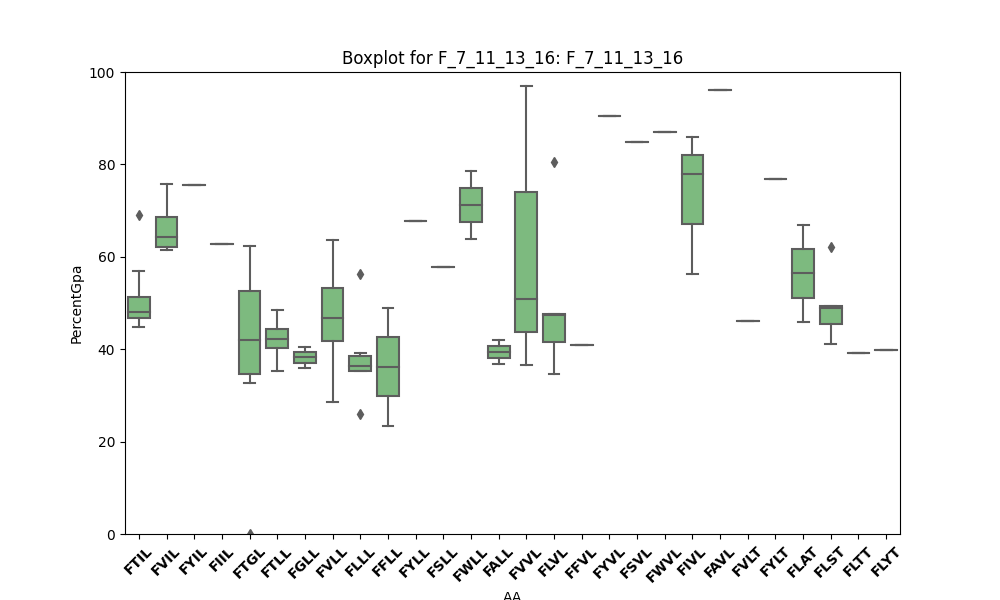 Boxplot for F_7_11_13_16: F_7_11_13_16
PercentGpa
100
80
60
40
20
0
FTIL FVIL FYIL FIIL FTGL FTLL FGLL FVLL FLLL FFLL FYLL FSLL FWLL FALL FVVL FLVL FFVL FYVL FSVL FWVL FIVL FAVL FVLT FYLT FLAT FLST FLTT FLYT
AA